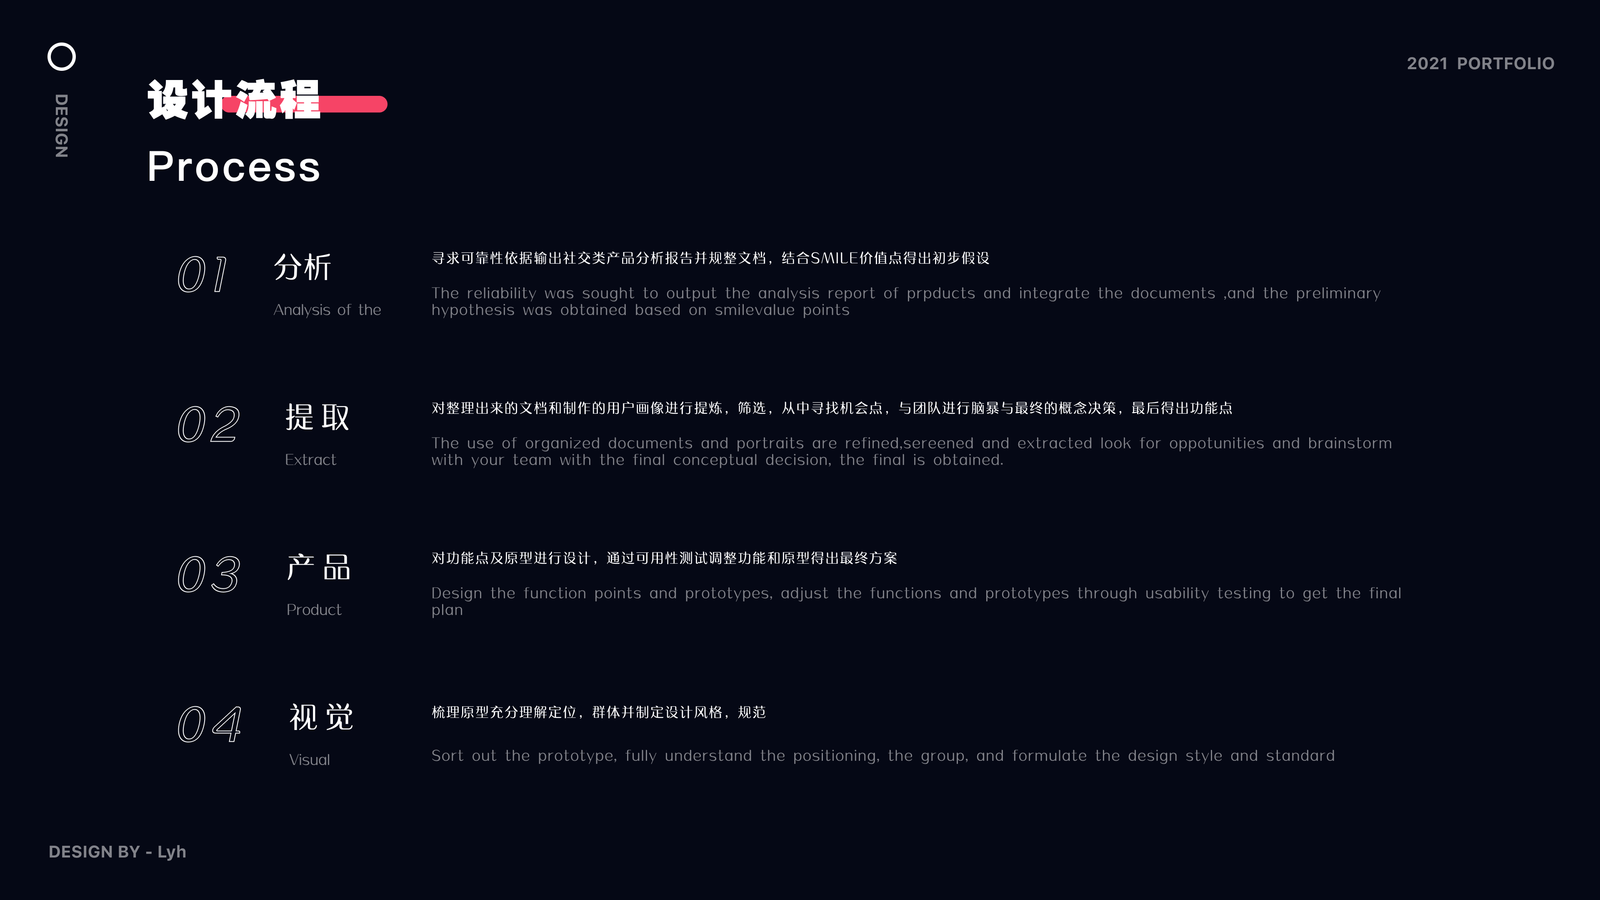 2021 PORTFOLIO
DESIGN
设计流程
Process
01
分析
Analysis of the
寻求可靠性依据输出社交类产品分析报告并规整文档，结合SMILE价值点得出初步假设
The reliability was sought to output the analysis report of prpducts and integrate the documents ,and the preliminary
hypothesis was obtained based on smilevalue points
02
提取
Extract
对整理出来的文档和制作的用户画像进行提炼，筛选，从中寻找机会点，与团队进行脑暴与最终的概念决策，最后得出功能点
The use of organized documents and portraits are refined,sereened and extracted look for oppotunities and brainstorm
with your team with the final conceptual decision, the final is obtained.
03
产品
Product
对功能点及原型进行设计，通过可用性测试调整功能和原型得出最终方案
Design the function points and prototypes, adjust the functions and prototypes through usability testing to get the final
plan
04
视觉
Visual
梳理原型充分理解定位，群体并制定设计风格，规范
Sort out the prototype, fully understand the positioning, the group, and formulate the design style and standard
DESIGN BY - Lyh